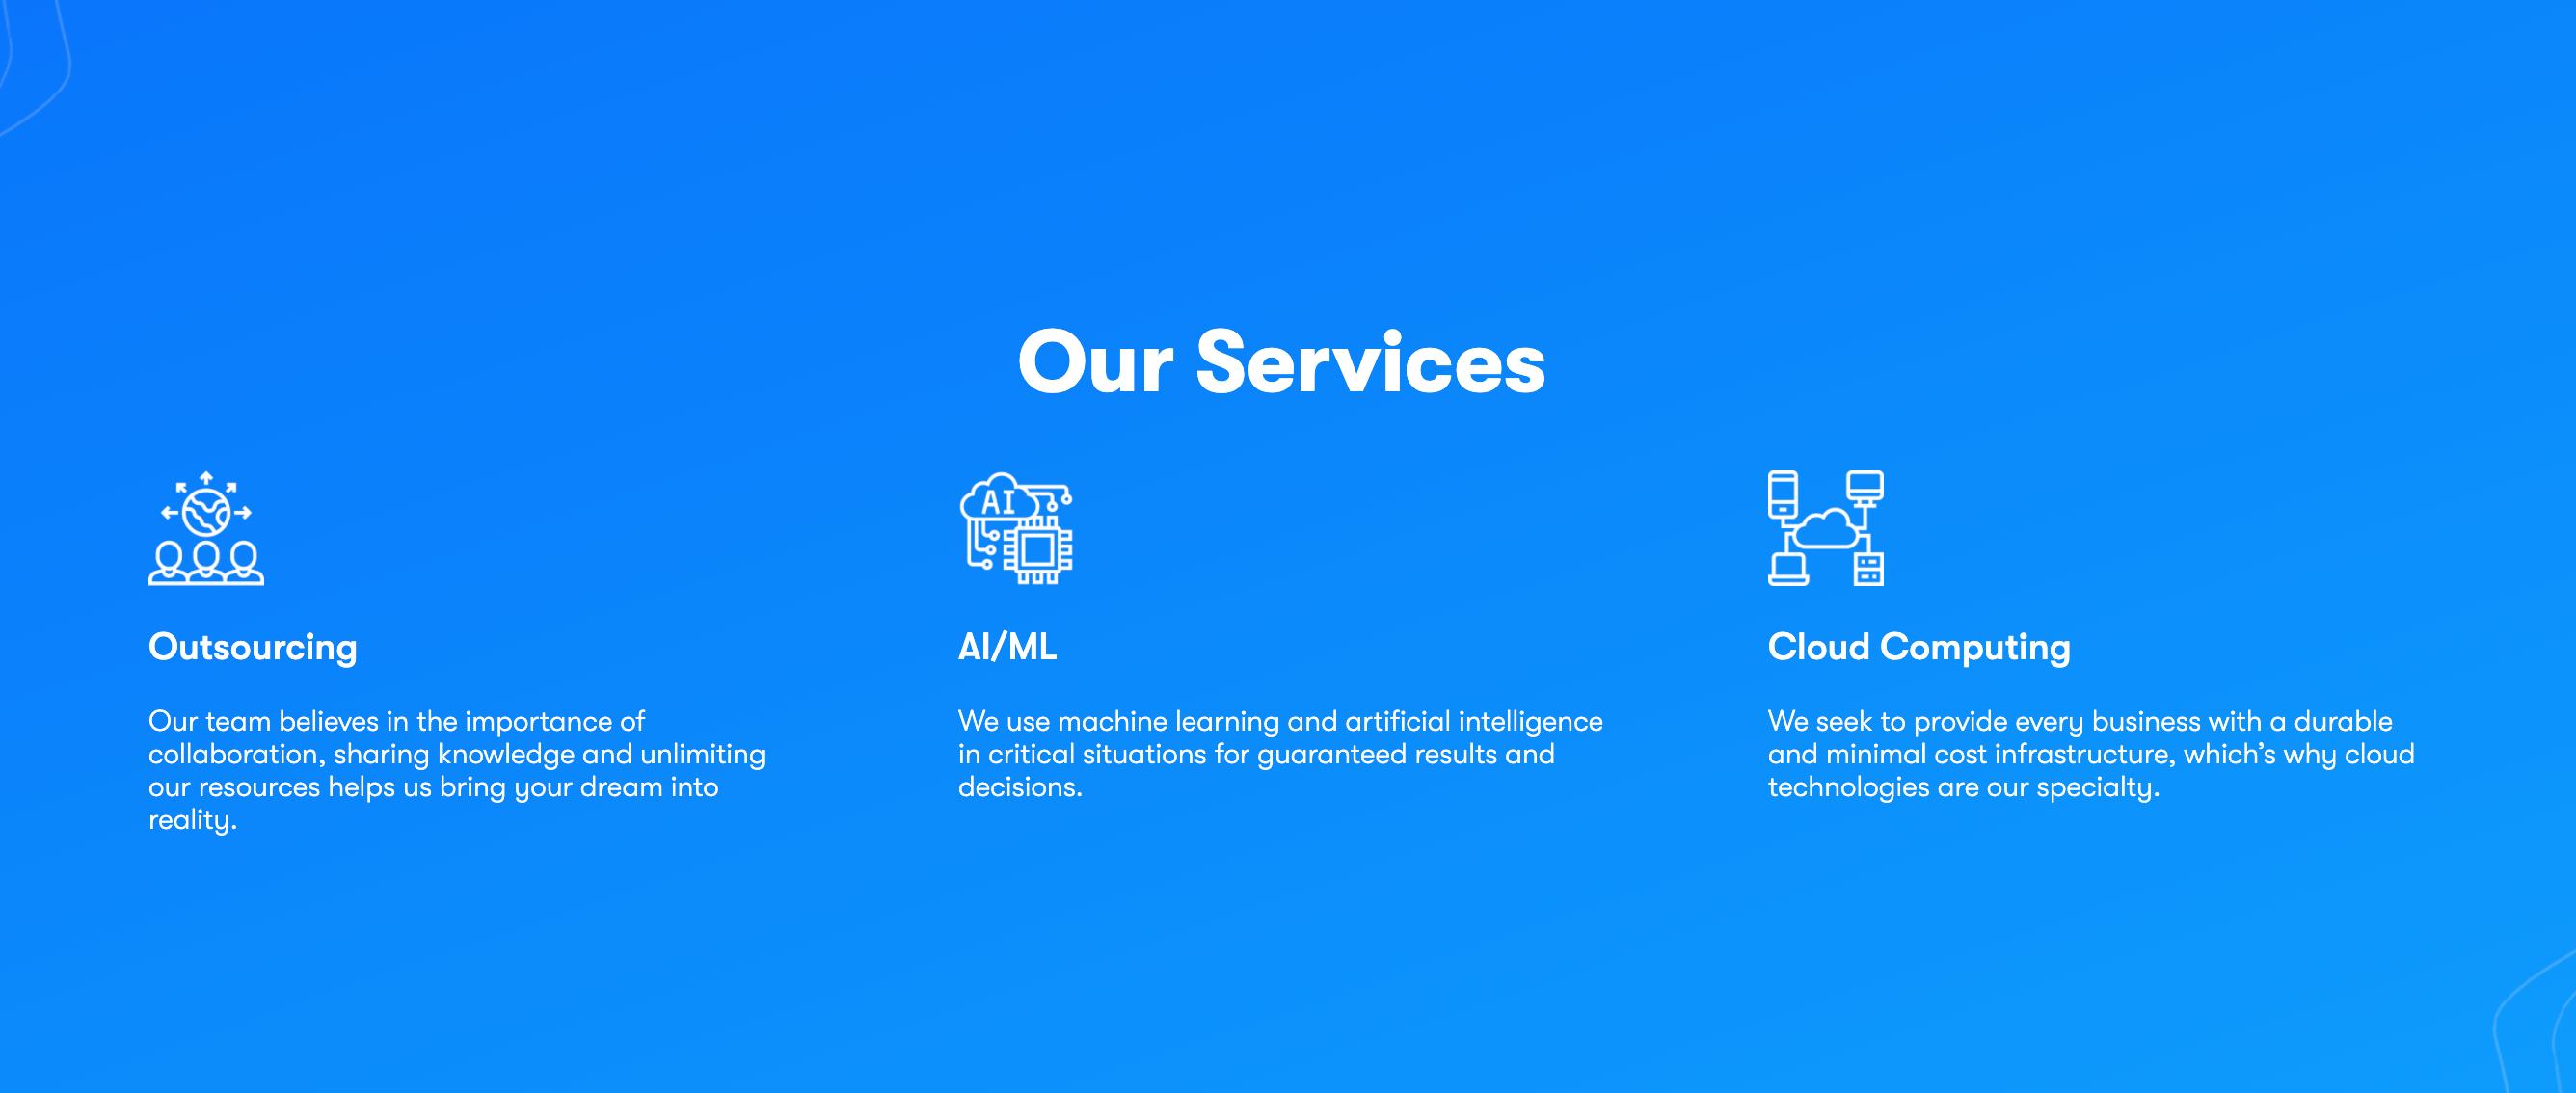 Our Services
AI
Outsourcing
Our team believes in the importance of
collaboration, sharing knowledge and unlimiting
our resources helps us bring your dream into
reality.
AI/ML
We use machine learning and artificial intelligence
in critical situations for guaranteed results and
decisions.
Cloud Computing
We seek to provide every business with a durable
and minimal cost infrastructure, which’s why cloud
technologies are our specialty.